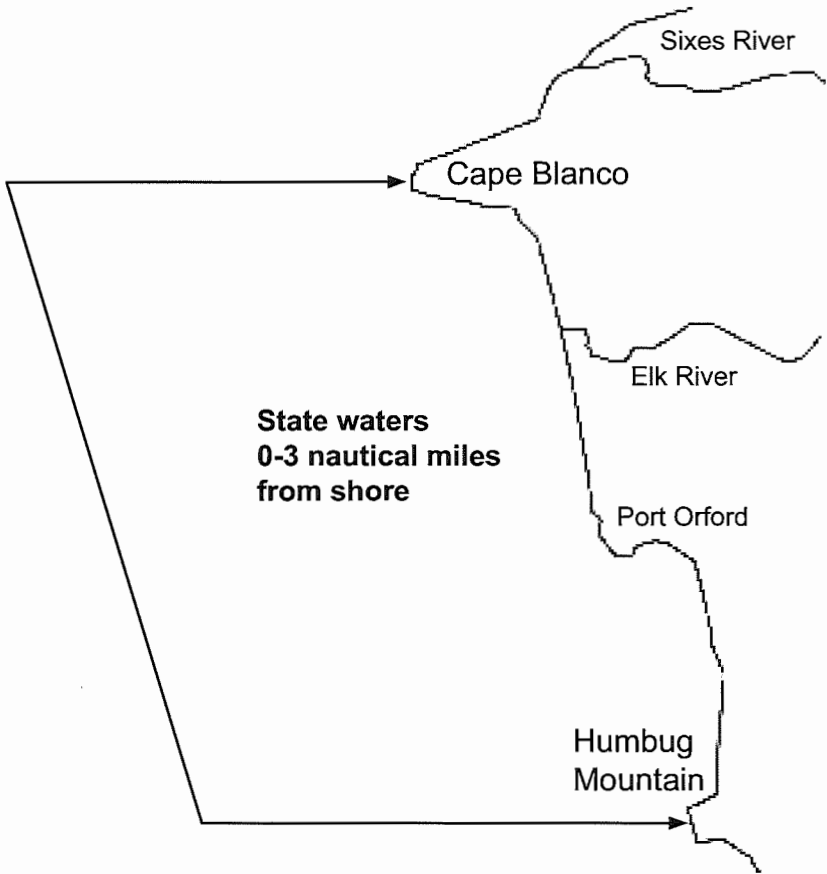 Sixes River
Cape Blanco
Elk River
State waters
0-3 nautical miles
from shore
Port Orford
Humbug
Mountain